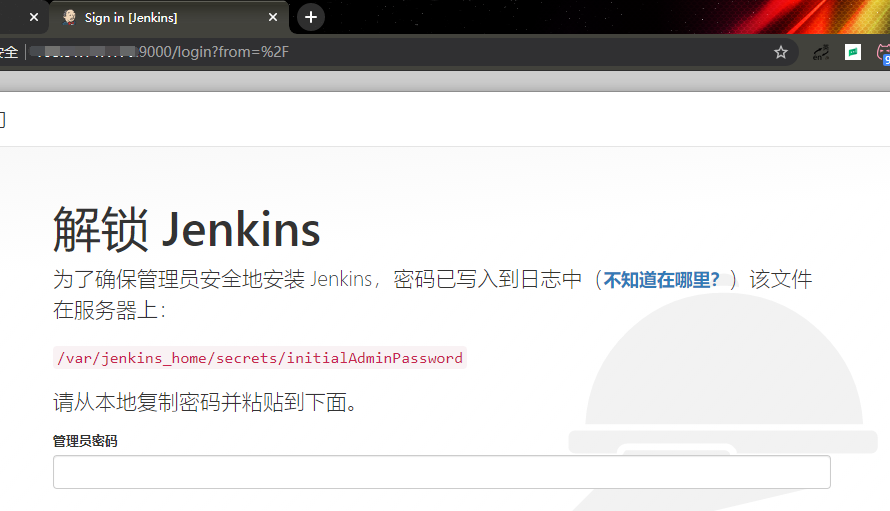 Sign in [Jenkins]
安全
:9000/login?from=%2F
解锁 Jenkins
为了确保管理员安全地安装 Jenkins，密码已写入到日志中（不知道在哪里？）该文件
在服务器上：
/var/jenkins_home/secrets/initialAdminPassword
请从本地复制密码并粘贴到下面。
管理员密码